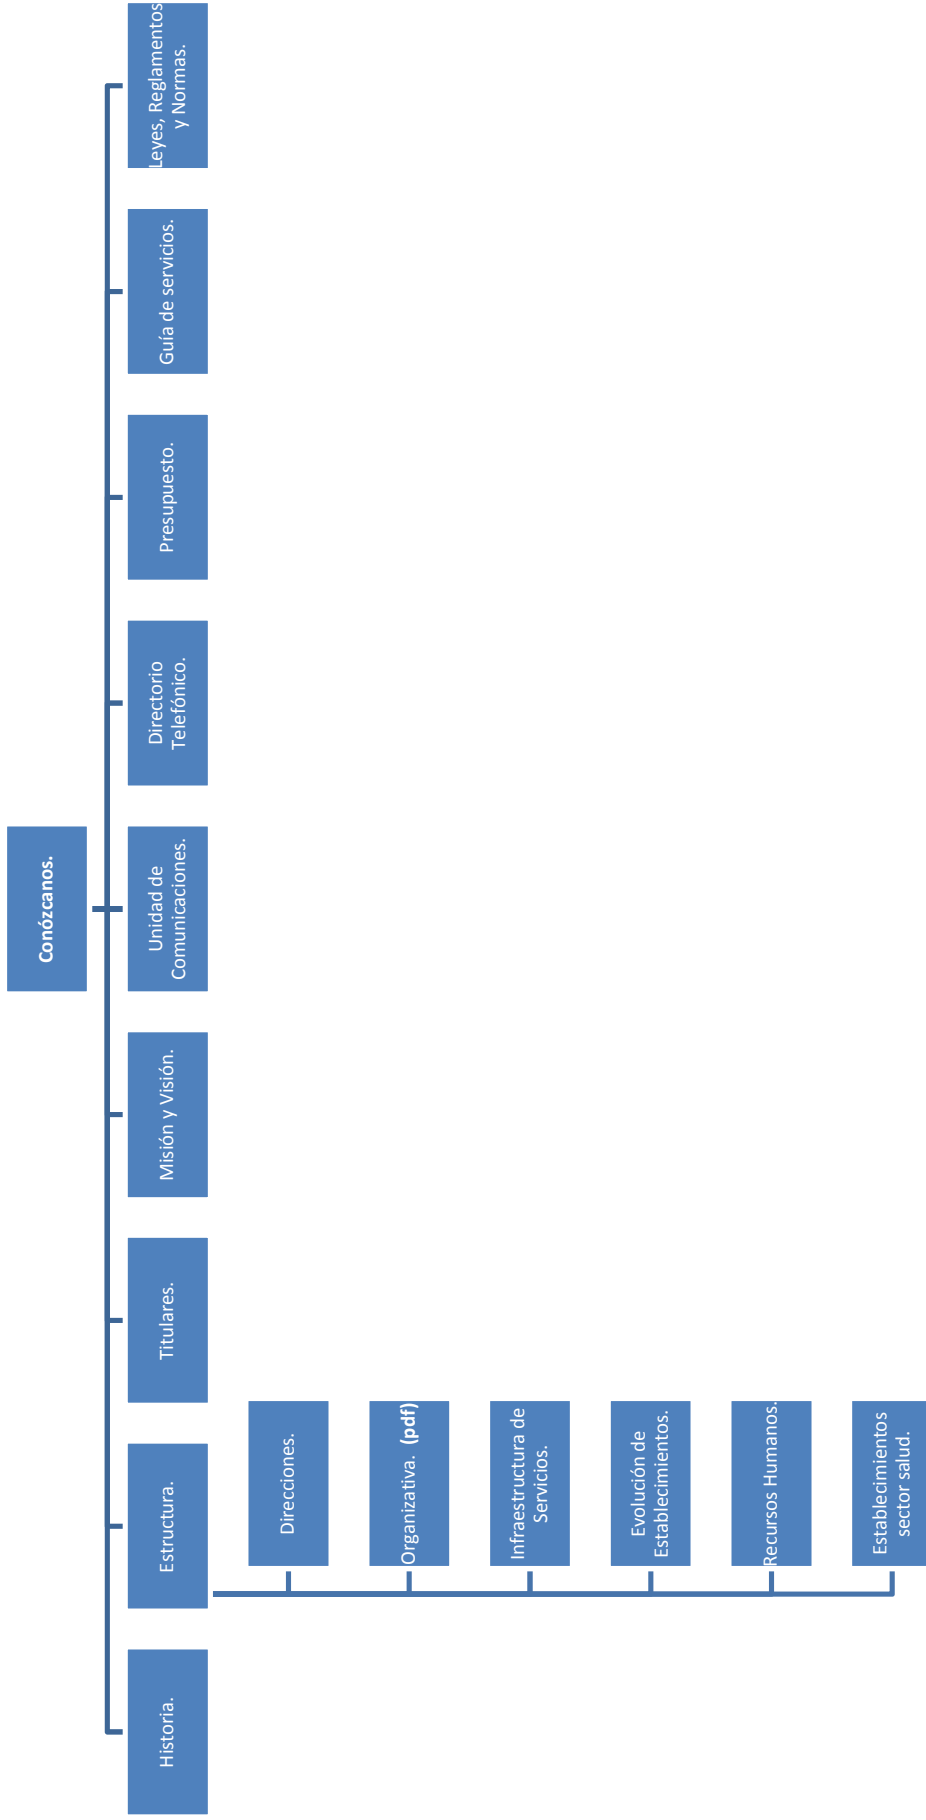 Conózcanos.
Historia.
Estructura.
Titulares.
Misión y Visión.
Unidad de
Comunicaciones.
Directorio
Telefónico.
Presupuesto.
Guía de servicios.
Leyes, Reglamentos
y Normas.
Direcciones.
Organizativa. (pdf)
Infraestructura de
Servicios.
Evolución de
Establecimientos.
Recursos Humanos.
Establecimientos
sector salud.